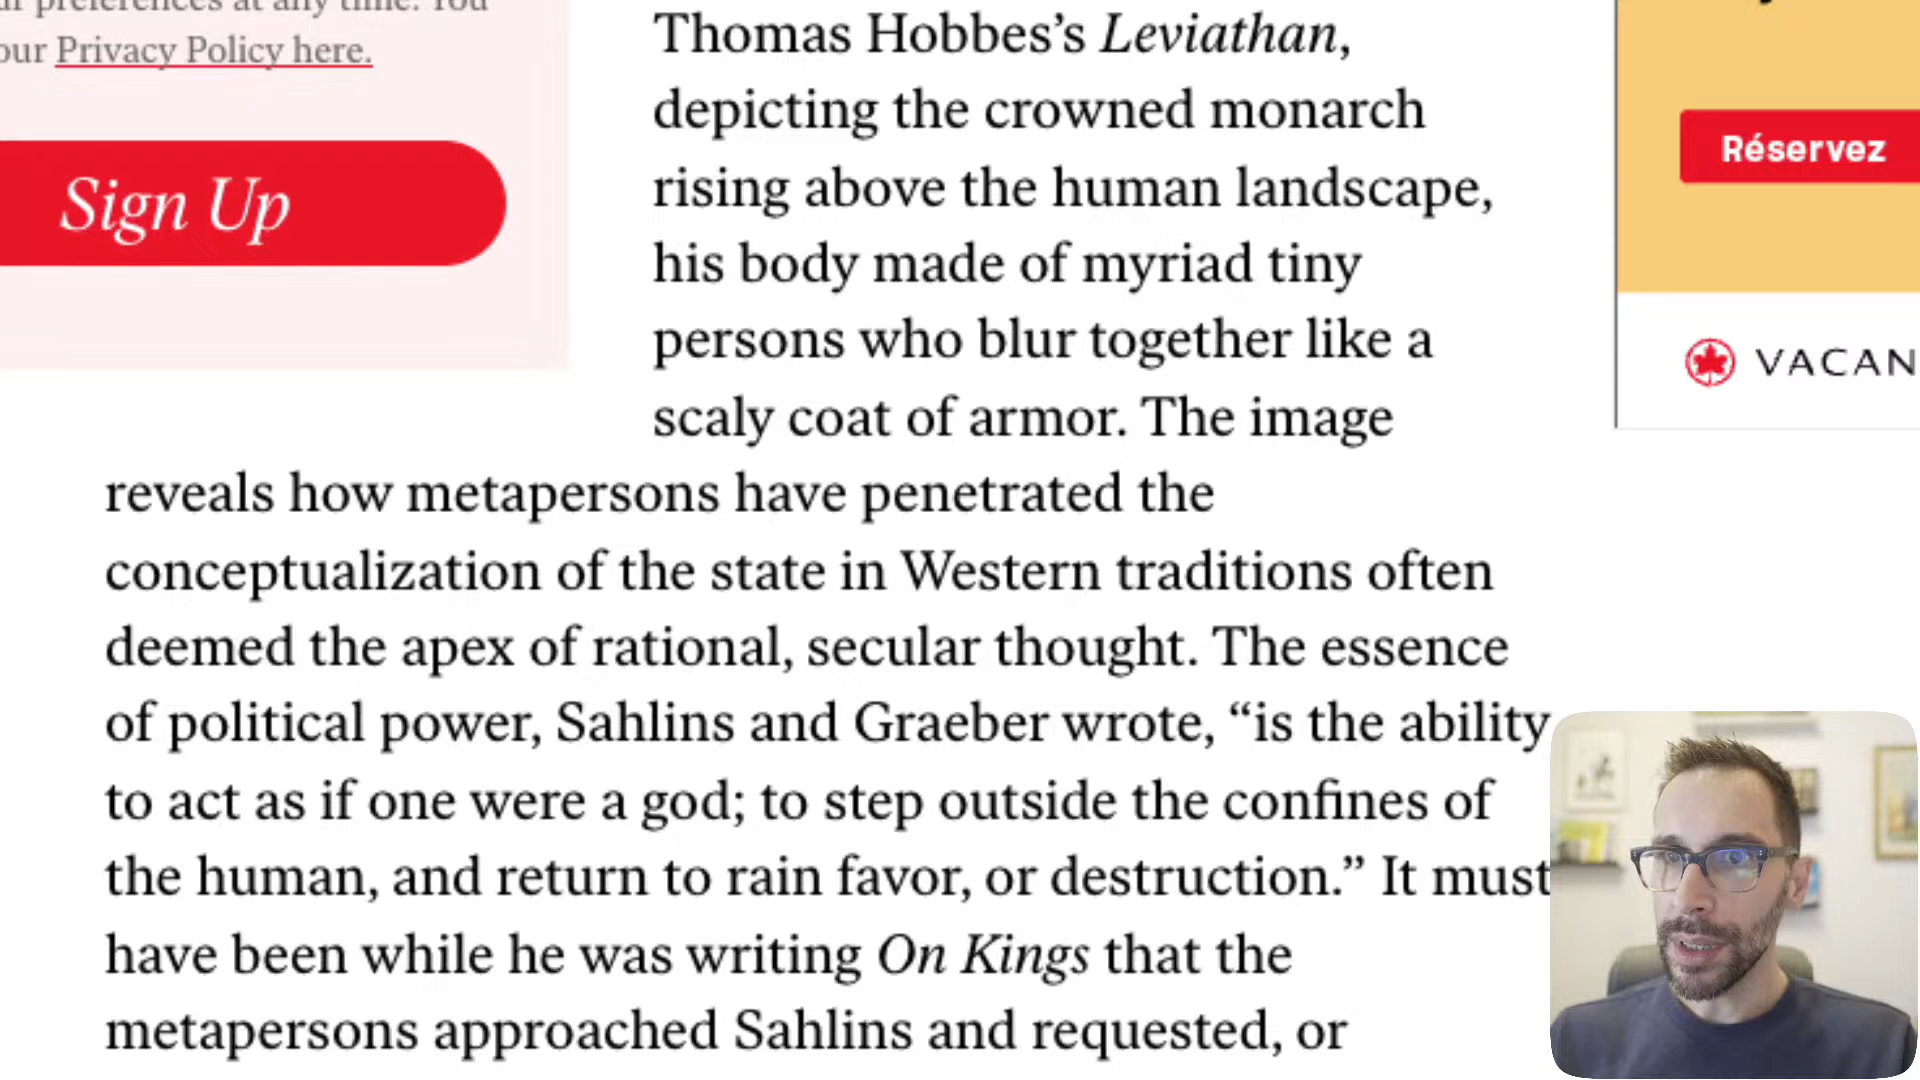 our Privacy Policy here.
Sign Up
Thomas Hobbes’s Leviathan,
depicting the crowned monarch
rising above the human landscape,
his body made of myriad tiny
persons who blur together like a
scaly coat of armor. The image
reveals how metapersons have penetrated the
conceptualization of the state in Western traditions often
deemed the apex of rational, secular thought. The essence
of political power, Sahlins and Graeber wrote, “is the ability
to act as if one were a god; to step outside the confines of
the human, and return to rain favor, or destruction.” It must
have been while he was writing On Kings that the
metapersons approached Sahlins and requested, or
Réservez
VACAN